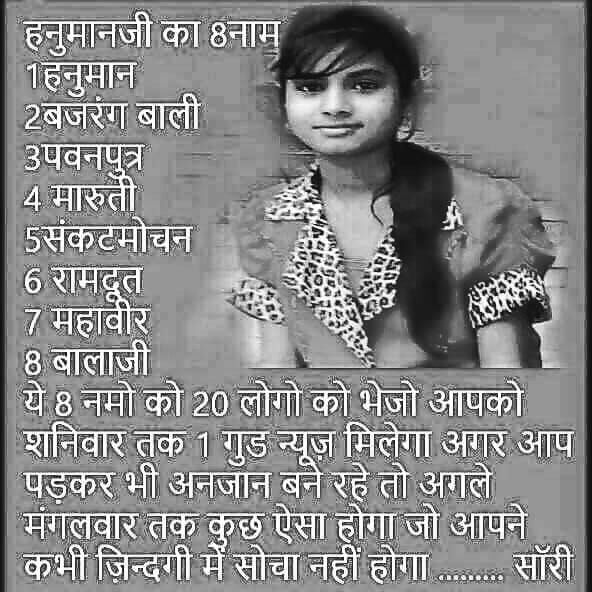 हनुमानजी का 8नाम
1हनुमान
2बजरंग बाली
3पवनपुत्र
4 मारुती
5संकटमोचन
6 रामदूत
7 महावीर
8 बालाजी
ये 8 नमो को 20 लोगो को भेजो आपको
शनिवार तक 1 गुड न्यूज़ मिलेगा अगर आप
पड़कर भी अनजान बने रहे तो अगले
मंगलवार तक कुछ ऐसा होगा जो आपने
कभी ज़िन्दगी में सोचा नहीं होगा ......... सॉरी